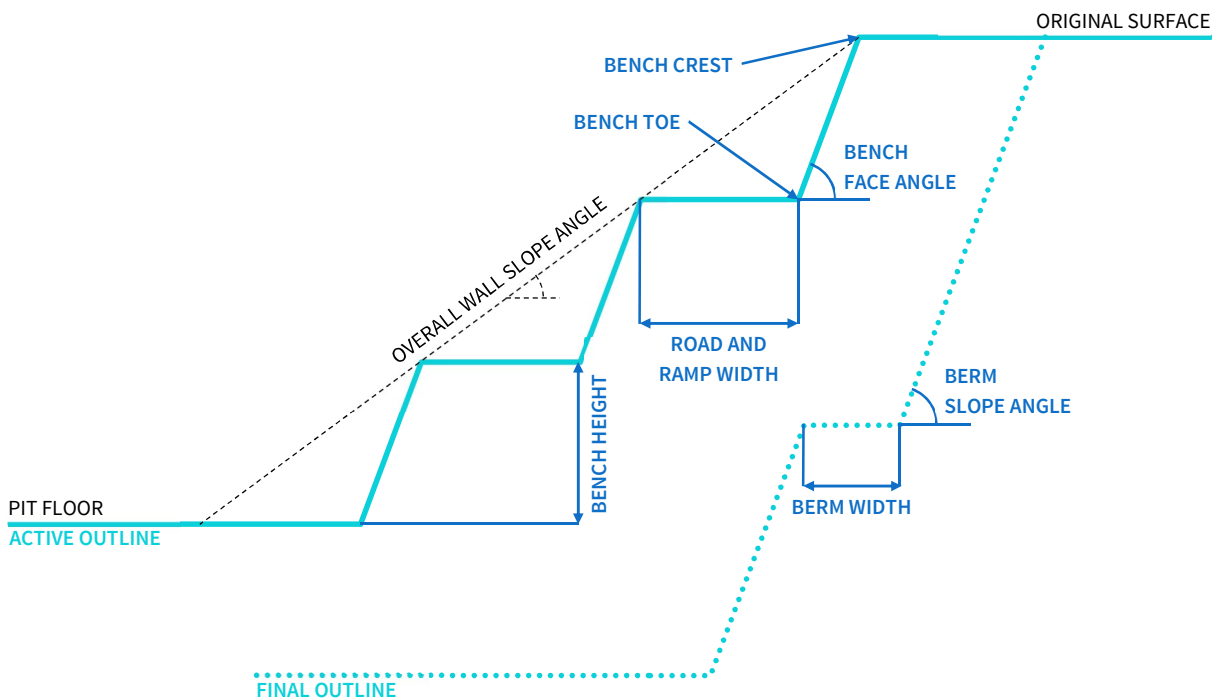 ORIGINAL SURFACE
BENCH CREST
BENCH TOE
BENCH
FACE ANGLE
OVERALL WALL SLOPE ANGLE
ROAD AND
RAMP WIDTH
BENCH HEIGHT
BERM
SLOPE ANGLE
BERM WIDTH
PIT FLOOR
ACTIVE OUTLINE
FINAL OUTLINE